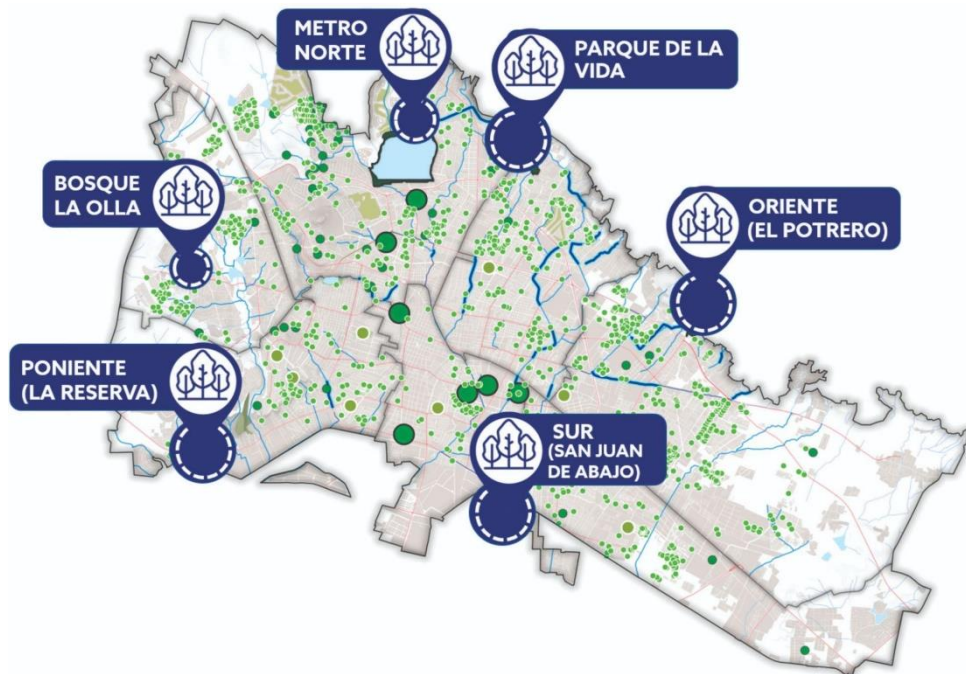 METRO
NORTE
PARQUE DE LA
VIDA
BOSQUE
LA OLLA
ORIENTE
(EL POTRERO)
PONIENTE
(LA RESERVA)
SUR
(SAN JUAN
DE ABAJO)